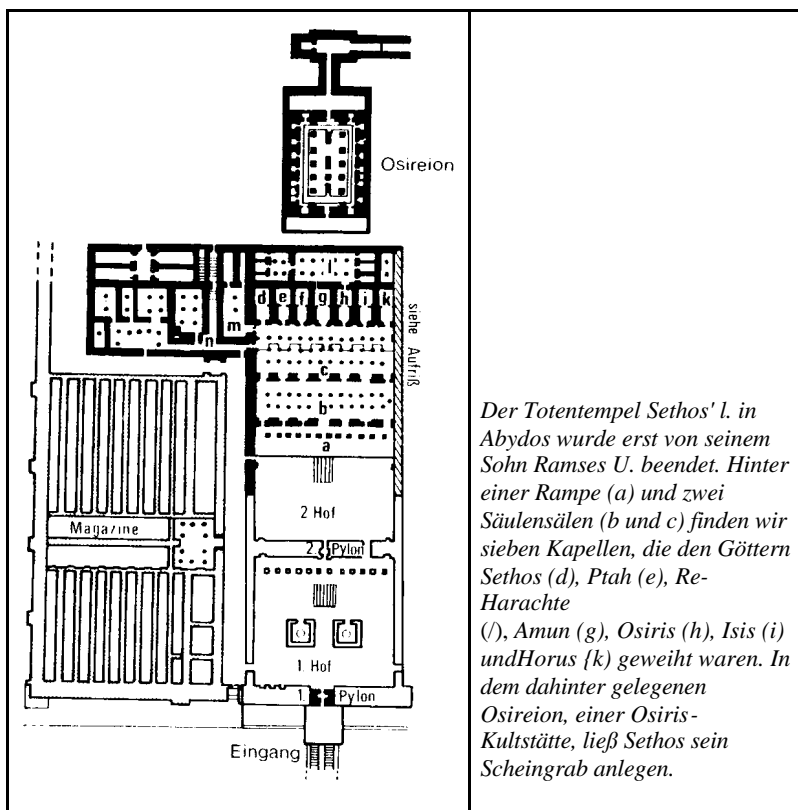 Osireion
l
d e f g h i k
m
n
siehe
Aufriß
c
b
a
2 Hof
Magazine
2. Pylon
1. Hof
1. Pylon
Eingang
Der Totentempel Sethos' l. in
Abydos wurde erst von seinem
Sohn Ramses U. beendet. Hinter
einer Rampe (a) und zwei
Säulensälen (b und c) finden wir
sieben Kapellen, die den Göttern
Sethos (d), Ptah (e), Re-
Harachte
(/), Amun (g), Osiris (h), Isis (i)
undHorus {k) geweiht waren. In
dem dahinter gelegenen
Osireion, einer Osiris-
Kultstätte, ließ Sethos sein
Scheingrab anlegen.